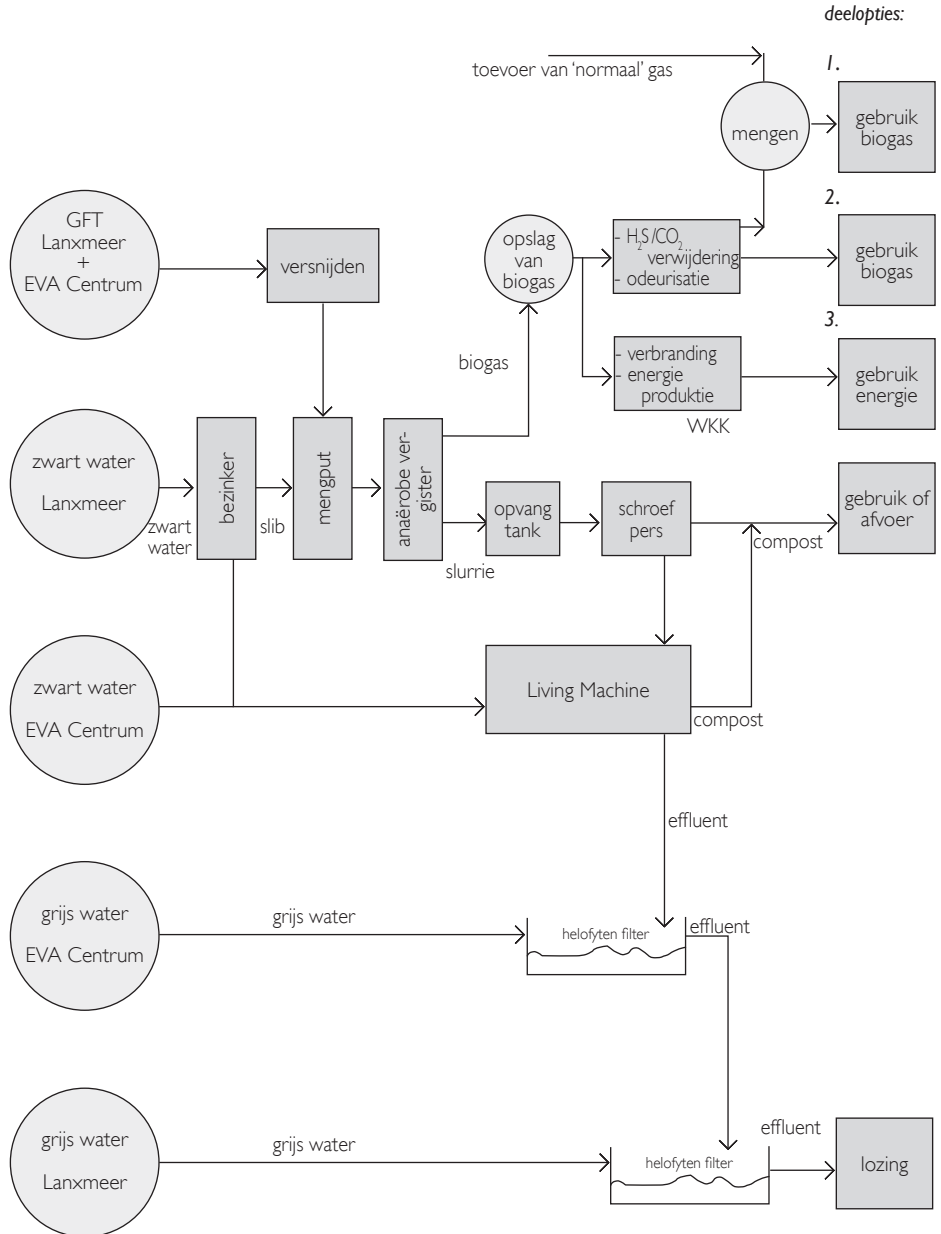 deelopties:
toevoer van ‘normaal’ gas
1.
mengen
gebruik
biogas
GFT
Lanxmeer
+
EVA Centrum
versnijden
opslag
van
biogas
- H₂S/CO₂
verwijdering
- odeurisatie
2.
gebruik
biogas
biogas
- verbranding
- energie
produktie
WKK
3.
gebruik
energie
zwart water
Lanxmeer
zwart
water
bezinker
slib
mengput
anaërobe ver-
gister
slurrie
opvang
tank
schroef
pers
compost
gebruik of
afvoer
zwart water
EVA Centrum
Living Machine
compost
effluent
grijs water
EVA Centrum
grijs water
helofyten filter
effluent
grijs water
Lanxmeer
grijs water
helofyten filter
effluent
lozing